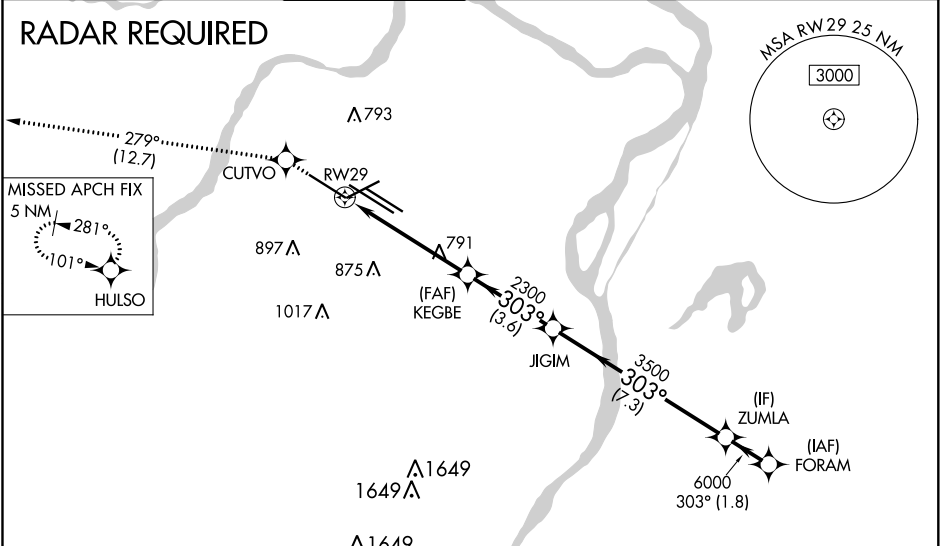 RADAR REQUIRED
MSA RW29 25 NM
3000
793
279°
(12.7)
CUTVO
RW29
MISSED APCH FIX
5 NM
281°
101°
HULSO
897
875
791
1017
(FAF)
KEGBE
2300
303°
(3.6)
JIGIM
3500
303°
(7.3)
(IF)
ZUMLA
(IAF)
FORAM
6000
303° (1.8)
1649
1649
1649